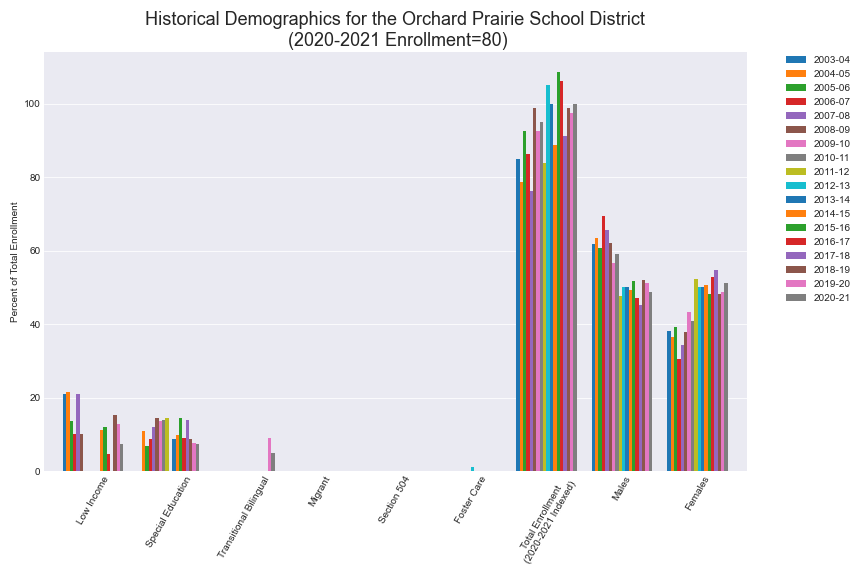 Historical Demographics for the Orchard Prairie School District
(2020-2021 Enrollment=80)
Percent of Total Enrollment
100
80
60
40
20
0
Low Income
Special Education
Transitional Bilingual
Migrant
Section 504
Foster Care
Total Enrollment
(2020-2021 Indexed)
Males
Females
2003-04
2004-05
2005-06
2006-07
2007-08
2008-09
2009-10
2010-11
2011-12
2012-13
2013-14
2014-15
2015-16
2016-17
2017-18
2018-19
2019-20
2020-21